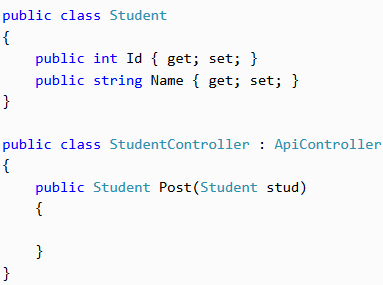 public class Student
{
    public int Id { get; set; }
    public string Name { get; set; }
}

public class StudentController : ApiController
{
    public Student Post(Student stud)
    {

    }
}